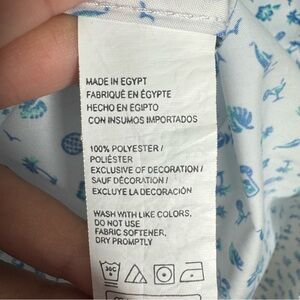 MADE IN EGYPT
FABRIQUÉ EN ÉGYPTE
HECHO EN EGIPTO
CON INSUMOS IMPORTADOS
100% POLYESTER /
POLIÉSTER
EXCLUSIVE OF DECORATION /
SAUF DÉCORATION /
EXCLUYE LA DECORACIÓN
WASH WITH LIKE COLORS,
DO NOT USE
FABRIC SOFTENER,
DRY PROMPTLY
30C